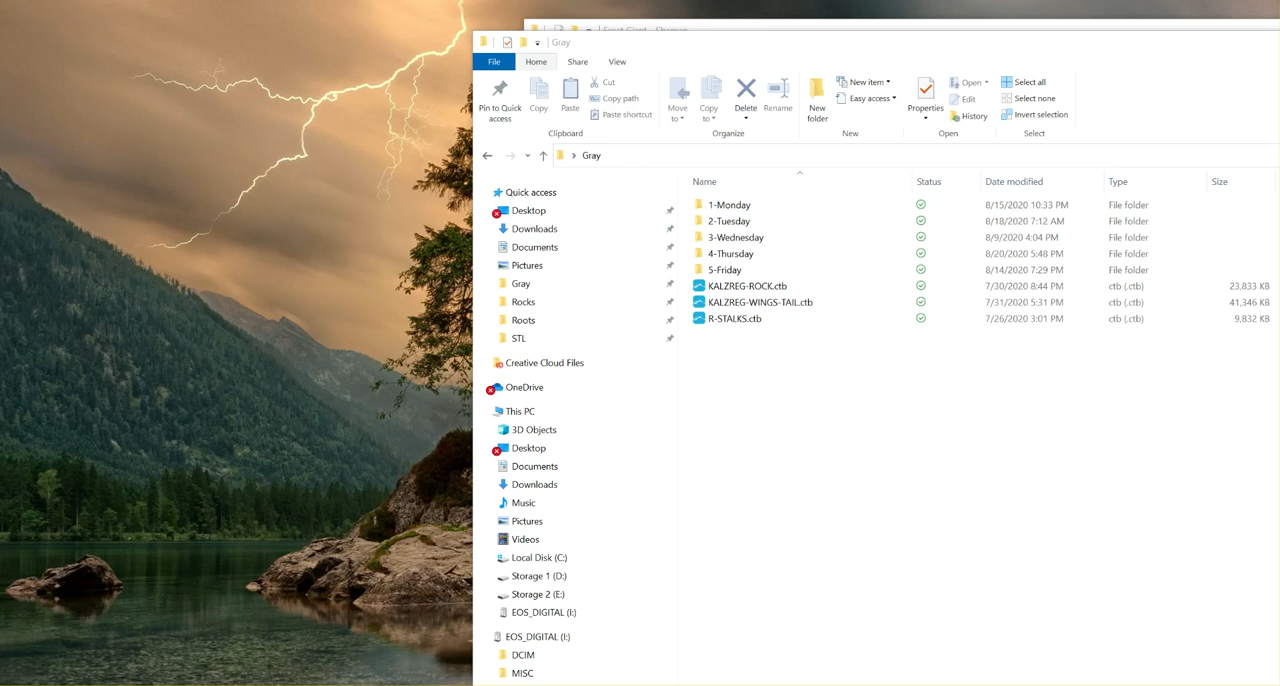 Frost Giant - Shaman
Gray
File Home Share View
Pin to Quick access
Copy
Paste
Cut
Copy path
Paste shortcut
Clipboard
Move to
Copy to
Delete
Rename
Organize
New folder
New item
Easy access
New
Properties
Open
Edit
History
Open
Select all
Select none
Invert selection
Select
Gray
Name Status Date modified Type Size
1-Monday 8/15/2020 10:33 PM File folder
2-Tuesday 8/18/2020 7:12 AM File folder
3-Wednesday 8/9/2020 4:04 PM File folder
4-Thursday 8/20/2020 5:48 PM File folder
5-Friday 8/14/2020 7:29 PM File folder
KALZREG-ROCK.ctb 7/30/2020 8:44 PM ctb (.ctb) 23,833 KB
KALZREG-WINGS-TAIL.ctb 7/31/2020 5:31 PM ctb (.ctb) 41,346 KB
R-STALKS.ctb 7/26/2020 3:01 PM ctb (.ctb) 9,832 KB
Quick access
Desktop
Downloads
Documents
Pictures
Gray
Rocks
Roots
STL
Creative Cloud Files
OneDrive
This PC
3D Objects
Desktop
Documents
Downloads
Music
Pictures
Videos
Local Disk (C:)
Storage 1 (D:)
Storage 2 (E:)
EOS_DIGITAL (I:)
EOS_DIGITAL (I:)
DCIM
MISC